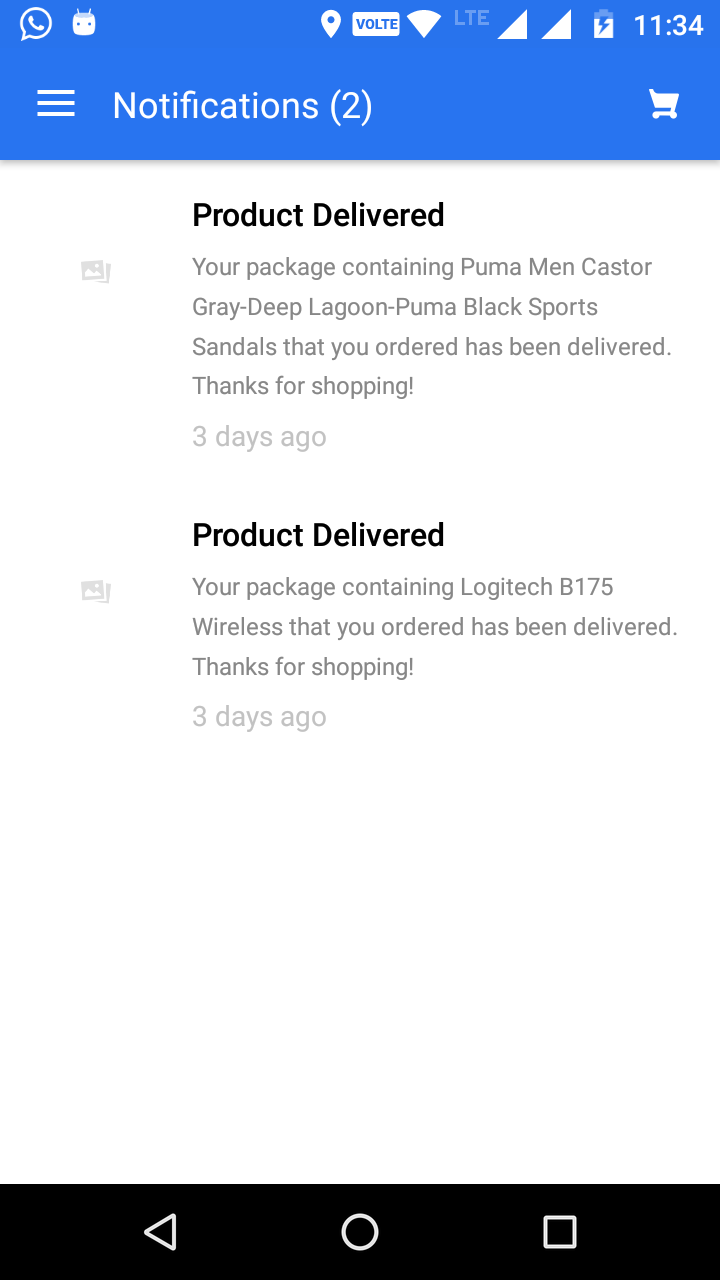 VOLTE LTE 11:34
Notifications (2)
Product Delivered
Your package containing Puma Men Castor
Gray-Deep Lagoon-Puma Black Sports
Sandals that you ordered has been delivered.
Thanks for shopping!
3 days ago
Product Delivered
Your package containing Logitech B175
Wireless that you ordered has been delivered.
Thanks for shopping!
3 days ago